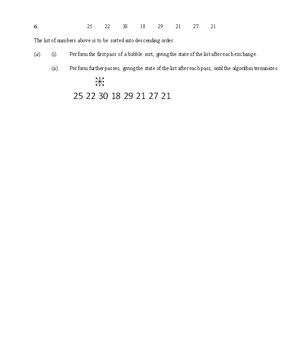 6. 25 22 30 18 29 21 27 21
The list of numbers above is to be sorted into descending order.
(a) (i) Perform the first pass of a bubble sort, giving the state of the list after each exchange.
(ii) Perform further passes, giving the state of the list after each pass, until the algorithm terminates
25 22 30 18 29 21 27 21